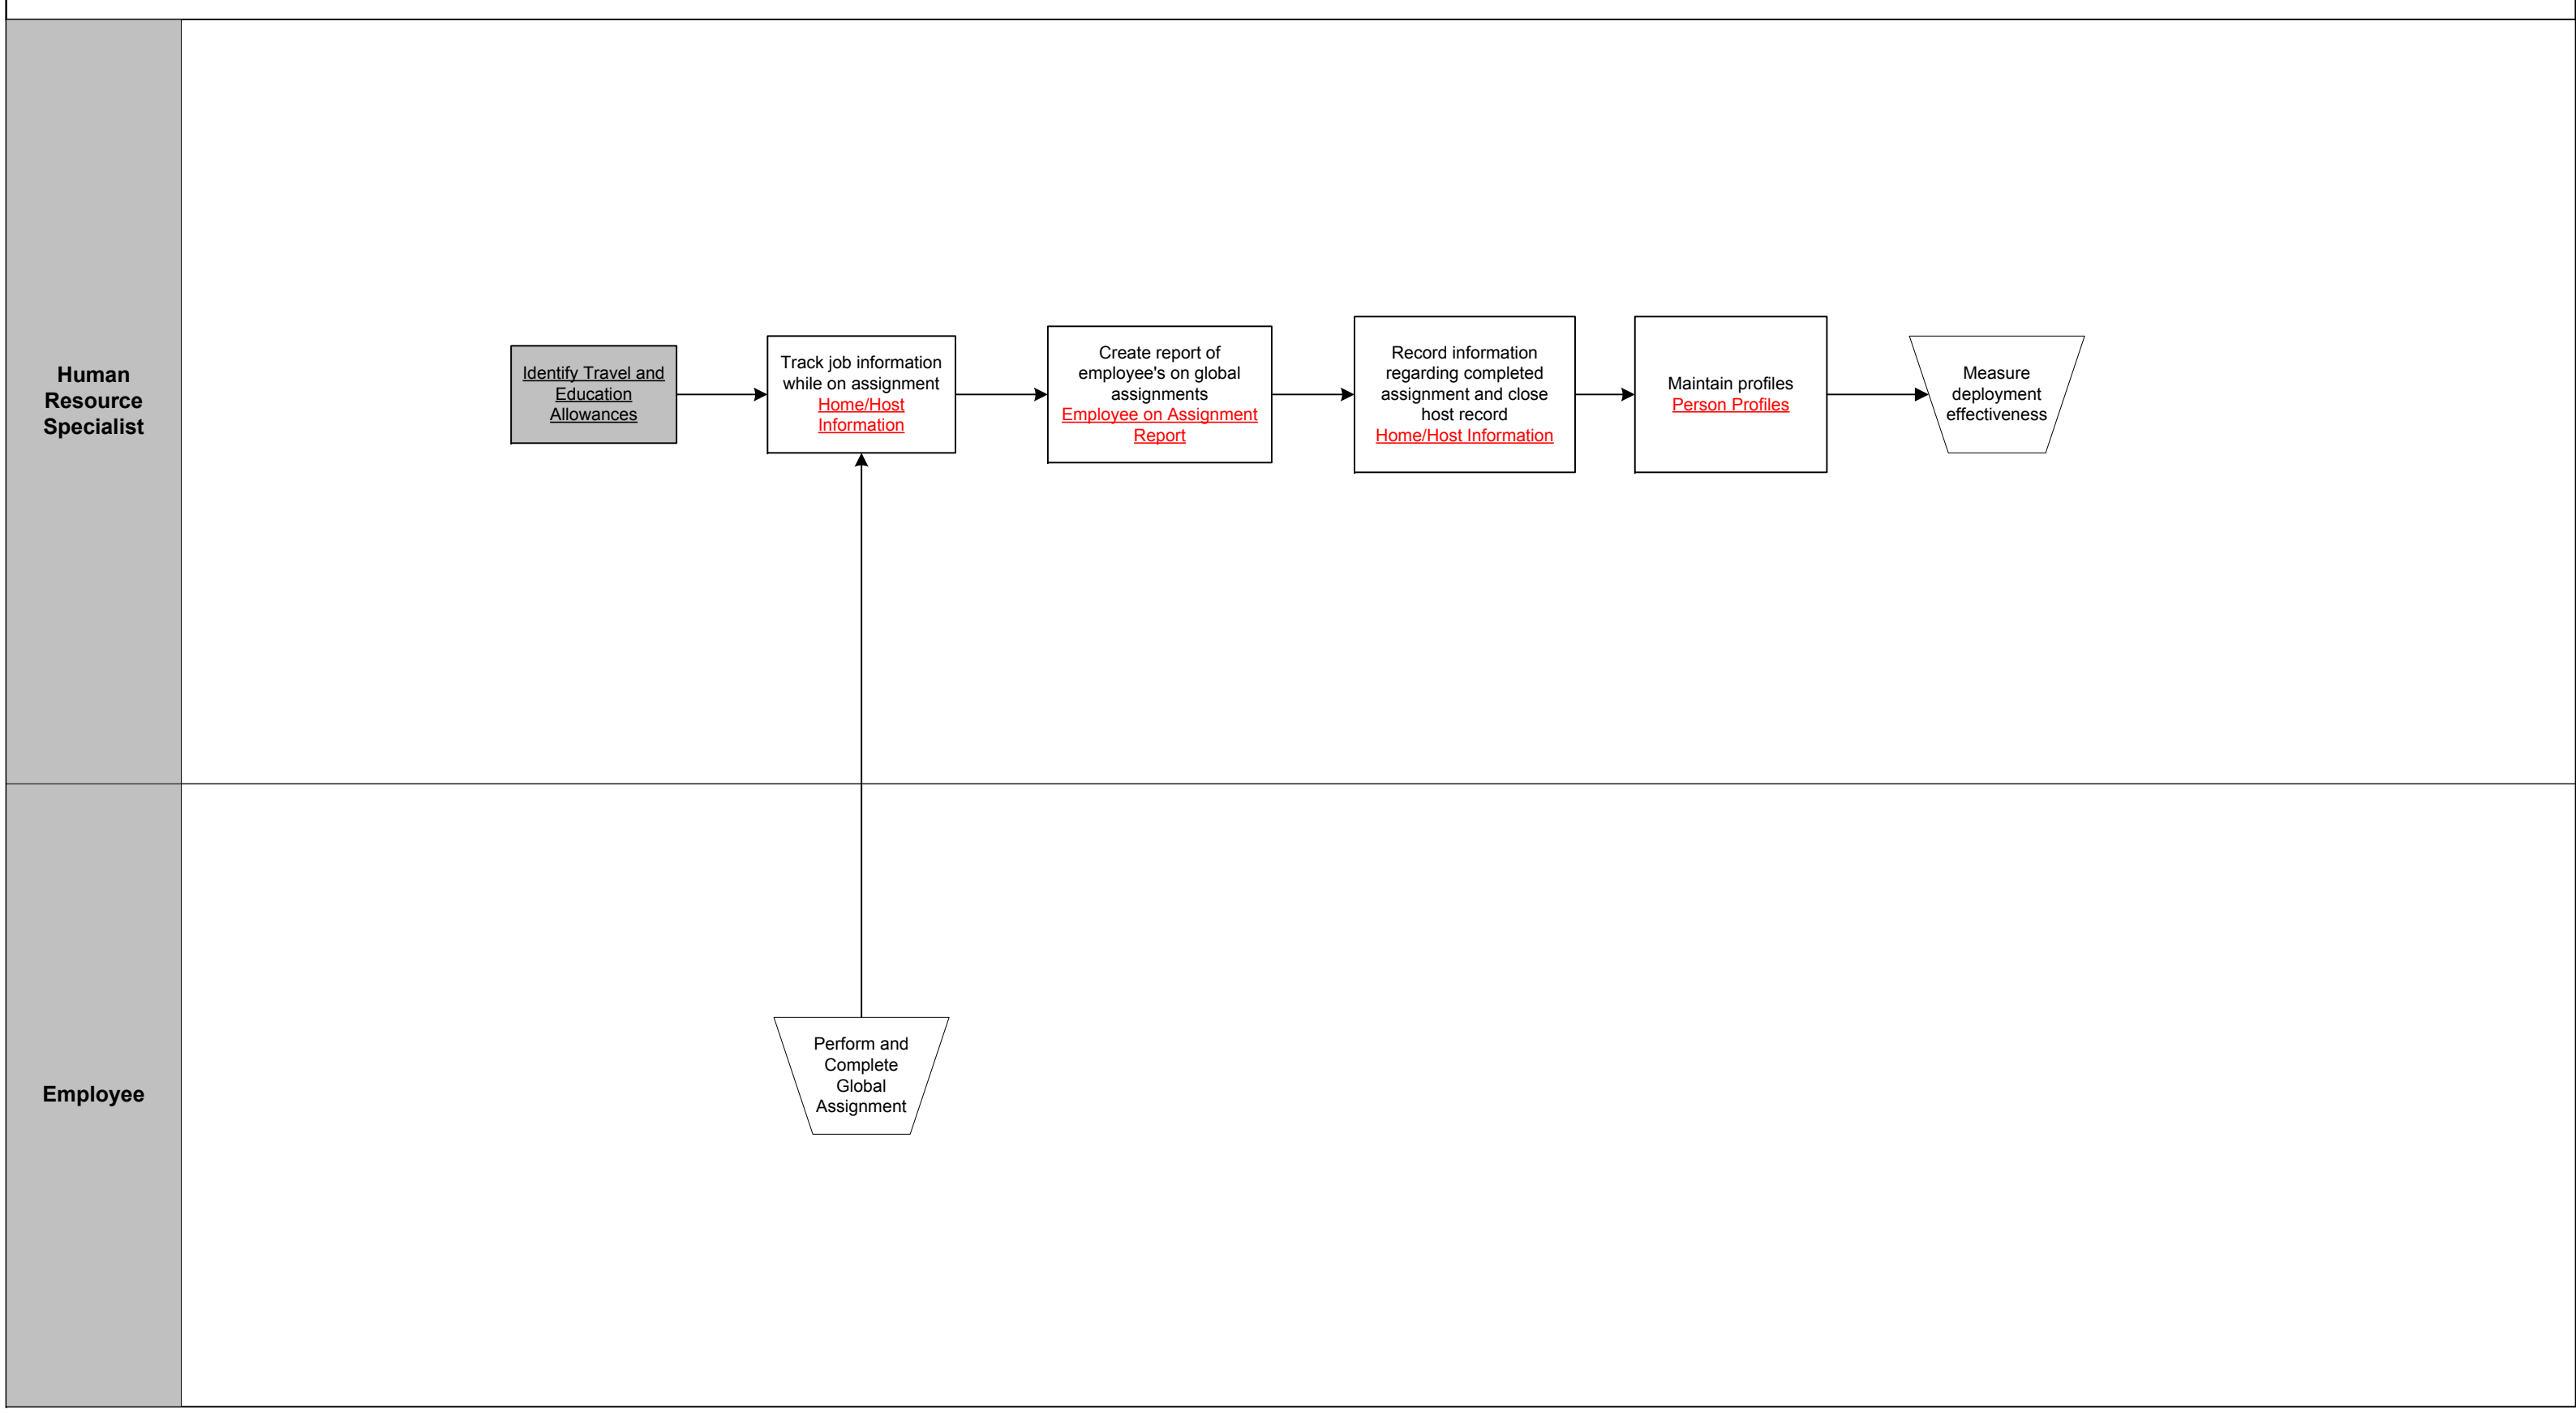 Human
Resource
Specialist
Identify Travel and
Education
Allowances
Track job information
while on assignment
Home/Host
Information
Create report of
employee's on global
assignments
Employee on Assignment
Report
Record information
regarding completed
assignment and close
host record
Home/Host Information
Maintain profiles
Person Profiles
Measure
deployment
effectiveness
Employee
Perform and
Complete
Global
Assignment